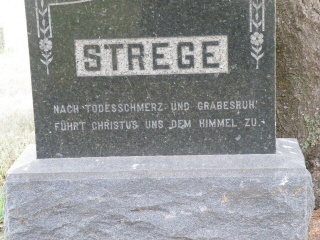 STREGE
NACH TODESSCHMERZ UND GRABESRUH'
FÜHRT CHRISTUS UNS DEM HIMMEL ZU.